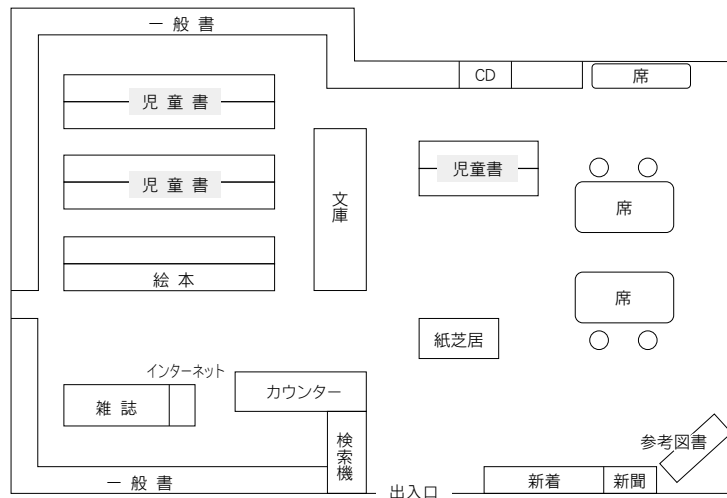 一 般 書
CD
席
児 童 書
児童書
児 童 書
文庫
席
絵 本
席
紙芝居
インターネット
カウンター
雑 誌
検索機
参考図書
新着
新聞
一 般 書
出入口